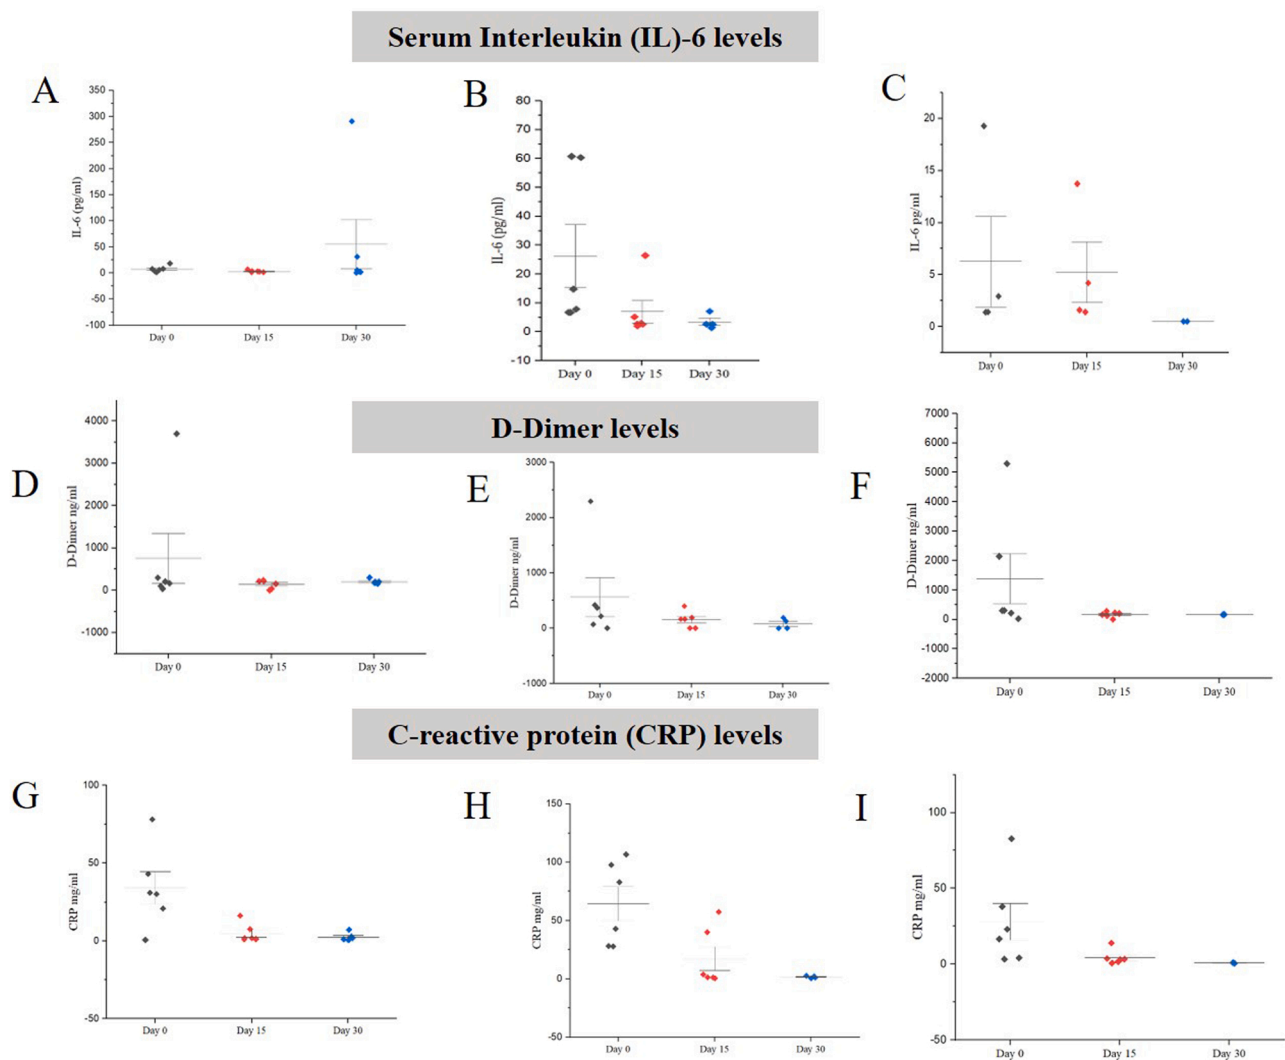 Serum Interleukin (IL)-6 levels
A
IL-6 (pg/ml)
350
300
250
200
150
100
50
0
-50
-100
Day 0 Day 15 Day 30
B
IL-6 (pg/ml)
80
70
60
50
40
30
20
10
0
-10
Day 0 Day 15 Day 30
C
IL-6 pg/ml
20
15
10
5
0
Day 0 Day 15 Day 30
D-Dimer levels
D
D-Dimer ng/ml
4000
3000
2000
1000
0
-1000
Day 0 Day 15 Day 30
E
D-Dimer ng/ml
3000
2000
1000
0
-1000
Day 0 Day 15 Day 30
F
D-Dimer ng/ml
7000
6000
5000
4000
3000
2000
1000
0
-1000
-2000
Day 0 Day 15 Day 30
C-reactive protein (CRP) levels
G
CRP mg/ml
100
50
0
-50
Day 0 Day 15 Day 30
H
CRP mg/ml
150
100
50
0
-50
Day 0 Day 15 Day 30
I
CRP mg/ml
100
50
0
-50
Day 0 Day 15 Day 30